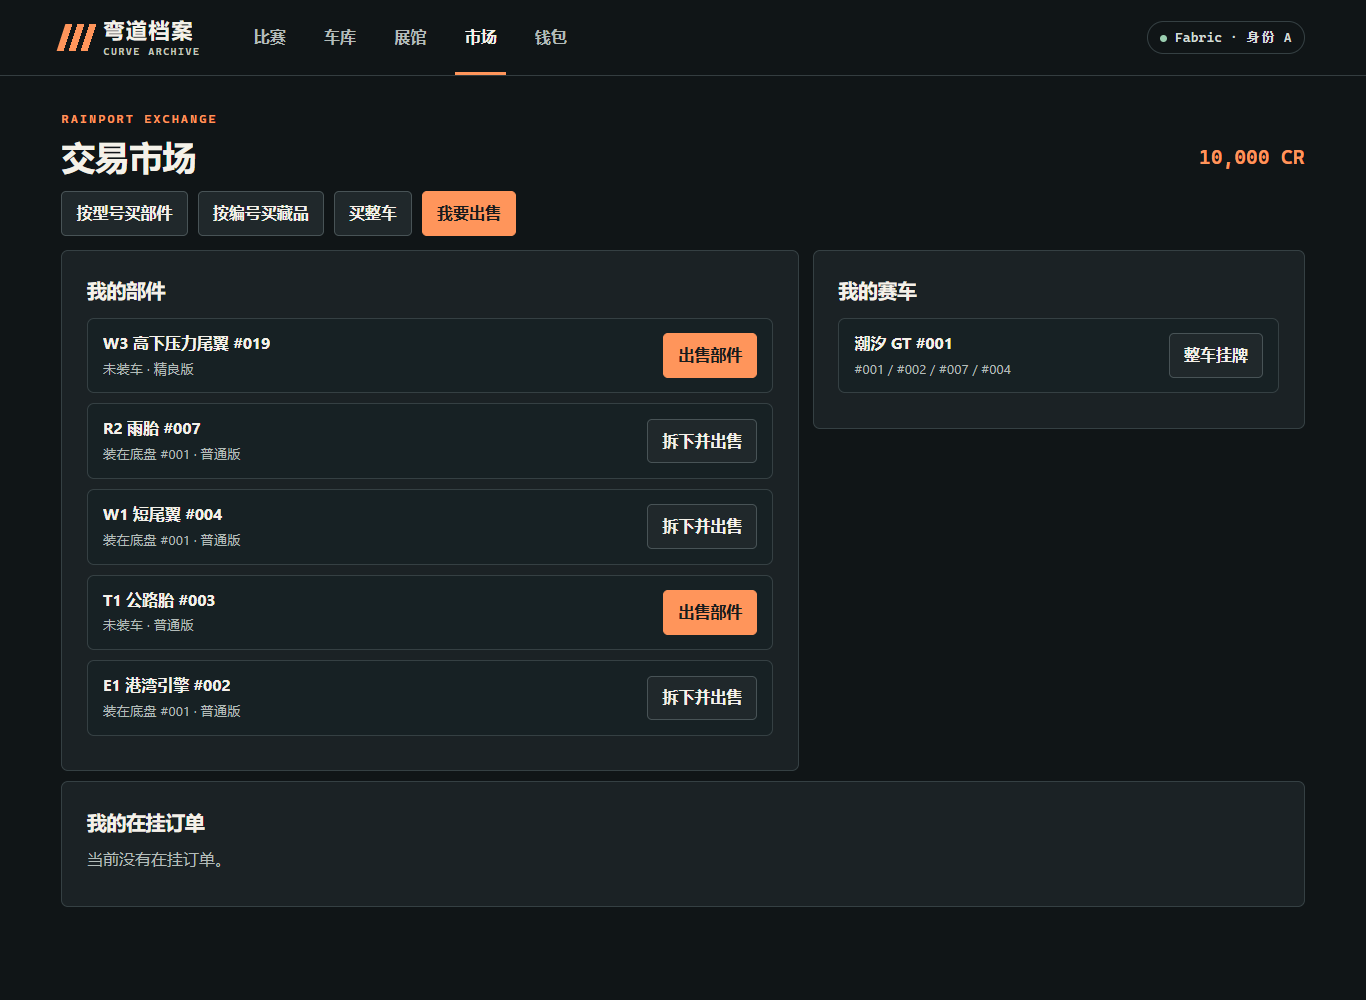 弯道档案
CURVE ARCHIVE
比赛
车库
展馆
市场
钱包
Fabric · 身份 A
RAINPORT EXCHANGE
交易市场
10,000 CR
按型号买部件
按编号买藏品
买整车
我要出售
我的部件
W3 高下压力尾翼 #019
未装车 · 精良版
出售部件
R2 雨胎 #007
装在底盘 #001 · 普通版
拆下并出售
W1 短尾翼 #004
装在底盘 #001 · 普通版
拆下并出售
T1 公路胎 #003
未装车 · 普通版
出售部件
E1 港湾引擎 #002
装在底盘 #001 · 普通版
拆下并出售
我的赛车
潮汐 GT #001
#001 / #002 / #007 / #004
整车挂牌
我的在挂订单
当前没有在挂订单。